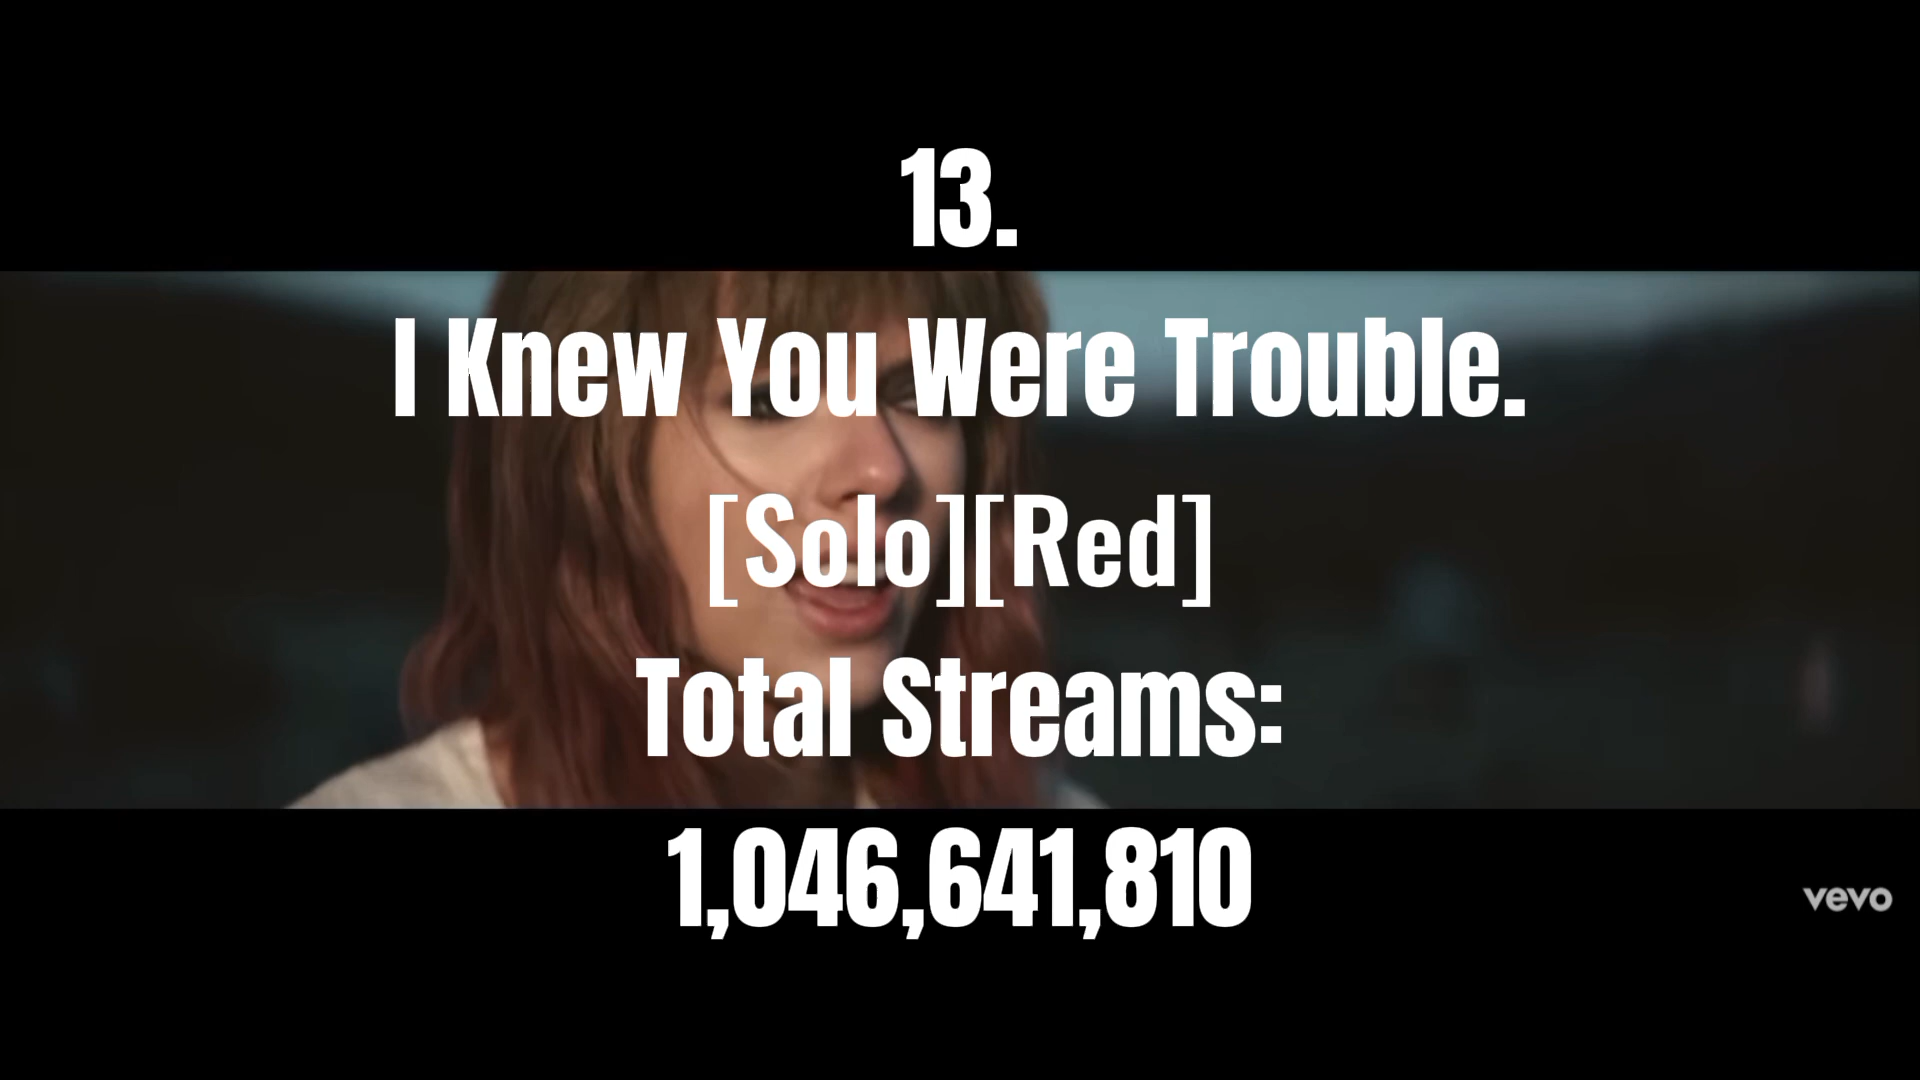 13.
I Knew You Were Trouble.
[Solo][Red]
Total Streams:
1,046,641,810
vevo